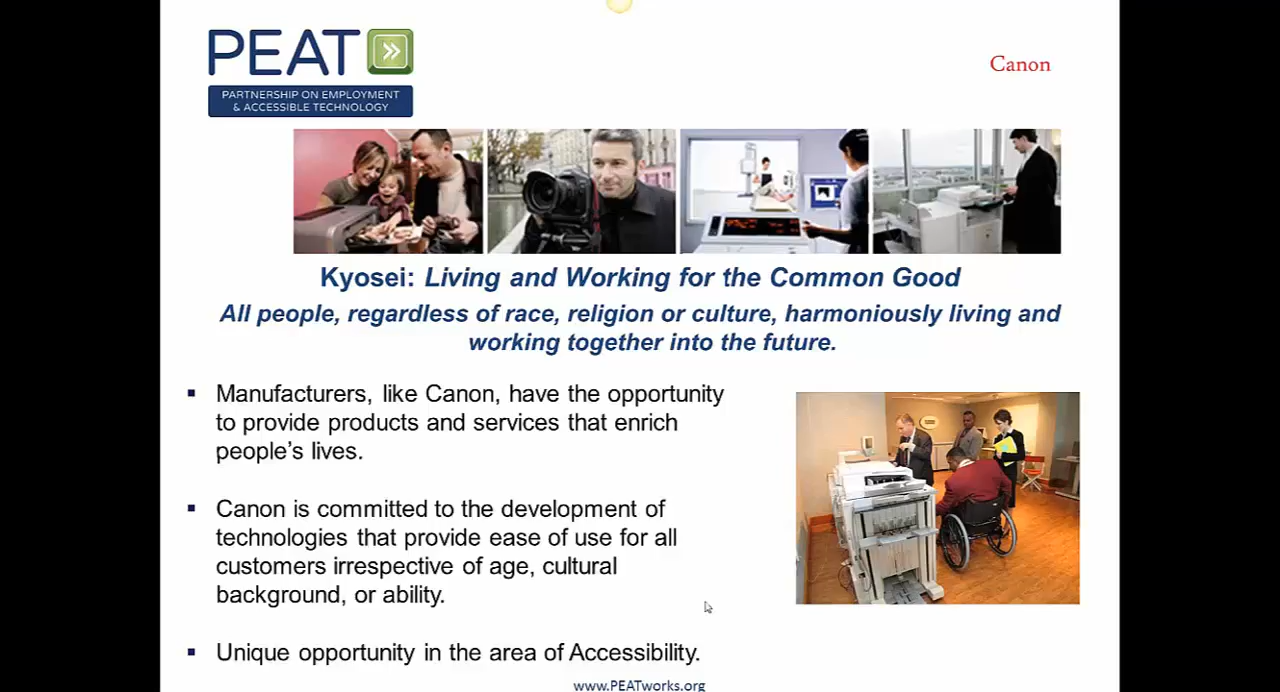 PEAT
PARTNERSHIP ON EMPLOYMENT
& ACCESSIBLE TECHNOLOGY
Canon
Kyosei: Living and Working for the Common Good
All people, regardless of race, religion or culture, harmoniously living and
working together into the future.
▪ Manufacturers, like Canon, have the opportunity
to provide products and services that enrich
people's lives.
▪ Canon is committed to the development of
technologies that provide ease of use for all
customers irrespective of age, cultural
background, or ability.
▪ Unique opportunity in the area of Accessibility.
www.PEATworks.org